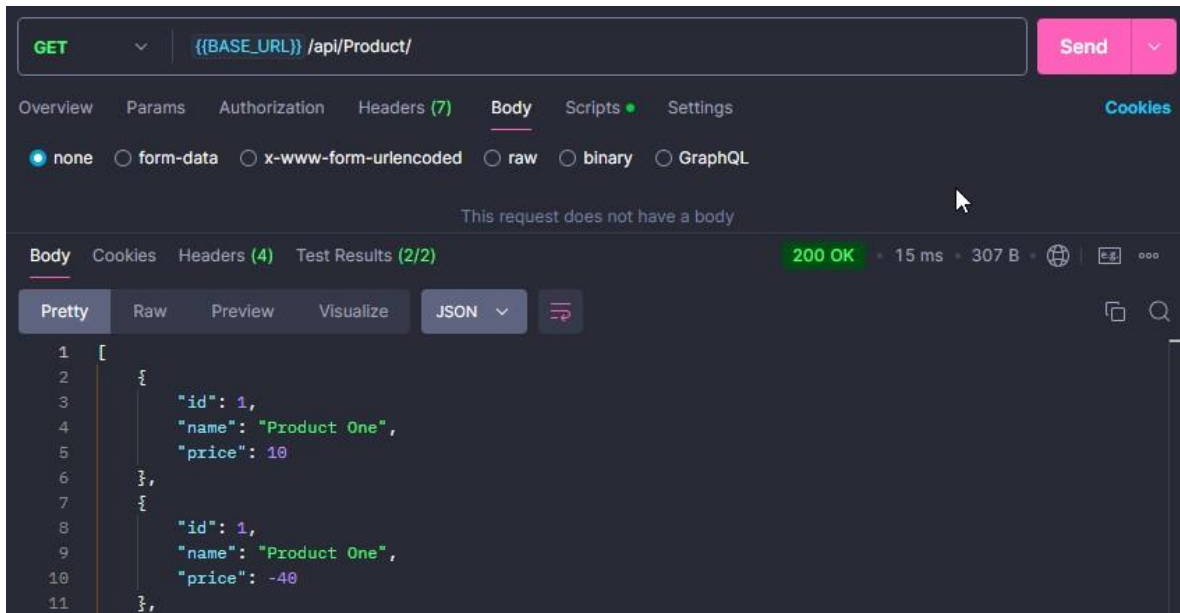 GET {{BASE_URL}} /api/Product/ Send
Overview Params Authorization Headers (7) Body Scripts Settings Cookies
none form-data x-www-form-urlencoded raw binary GraphQL
This request does not have a body
Body Cookies Headers (4) Test Results (2/2) 200 OK 15 ms 307 B e.g.
Pretty Raw Preview Visualize JSON
1 [
2 {
3 "id": 1,
4 "name": "Product One",
5 "price": 10
6 },
7 {
8 "id": 1,
9 "name": "Product One",
10 "price": -40
11 },